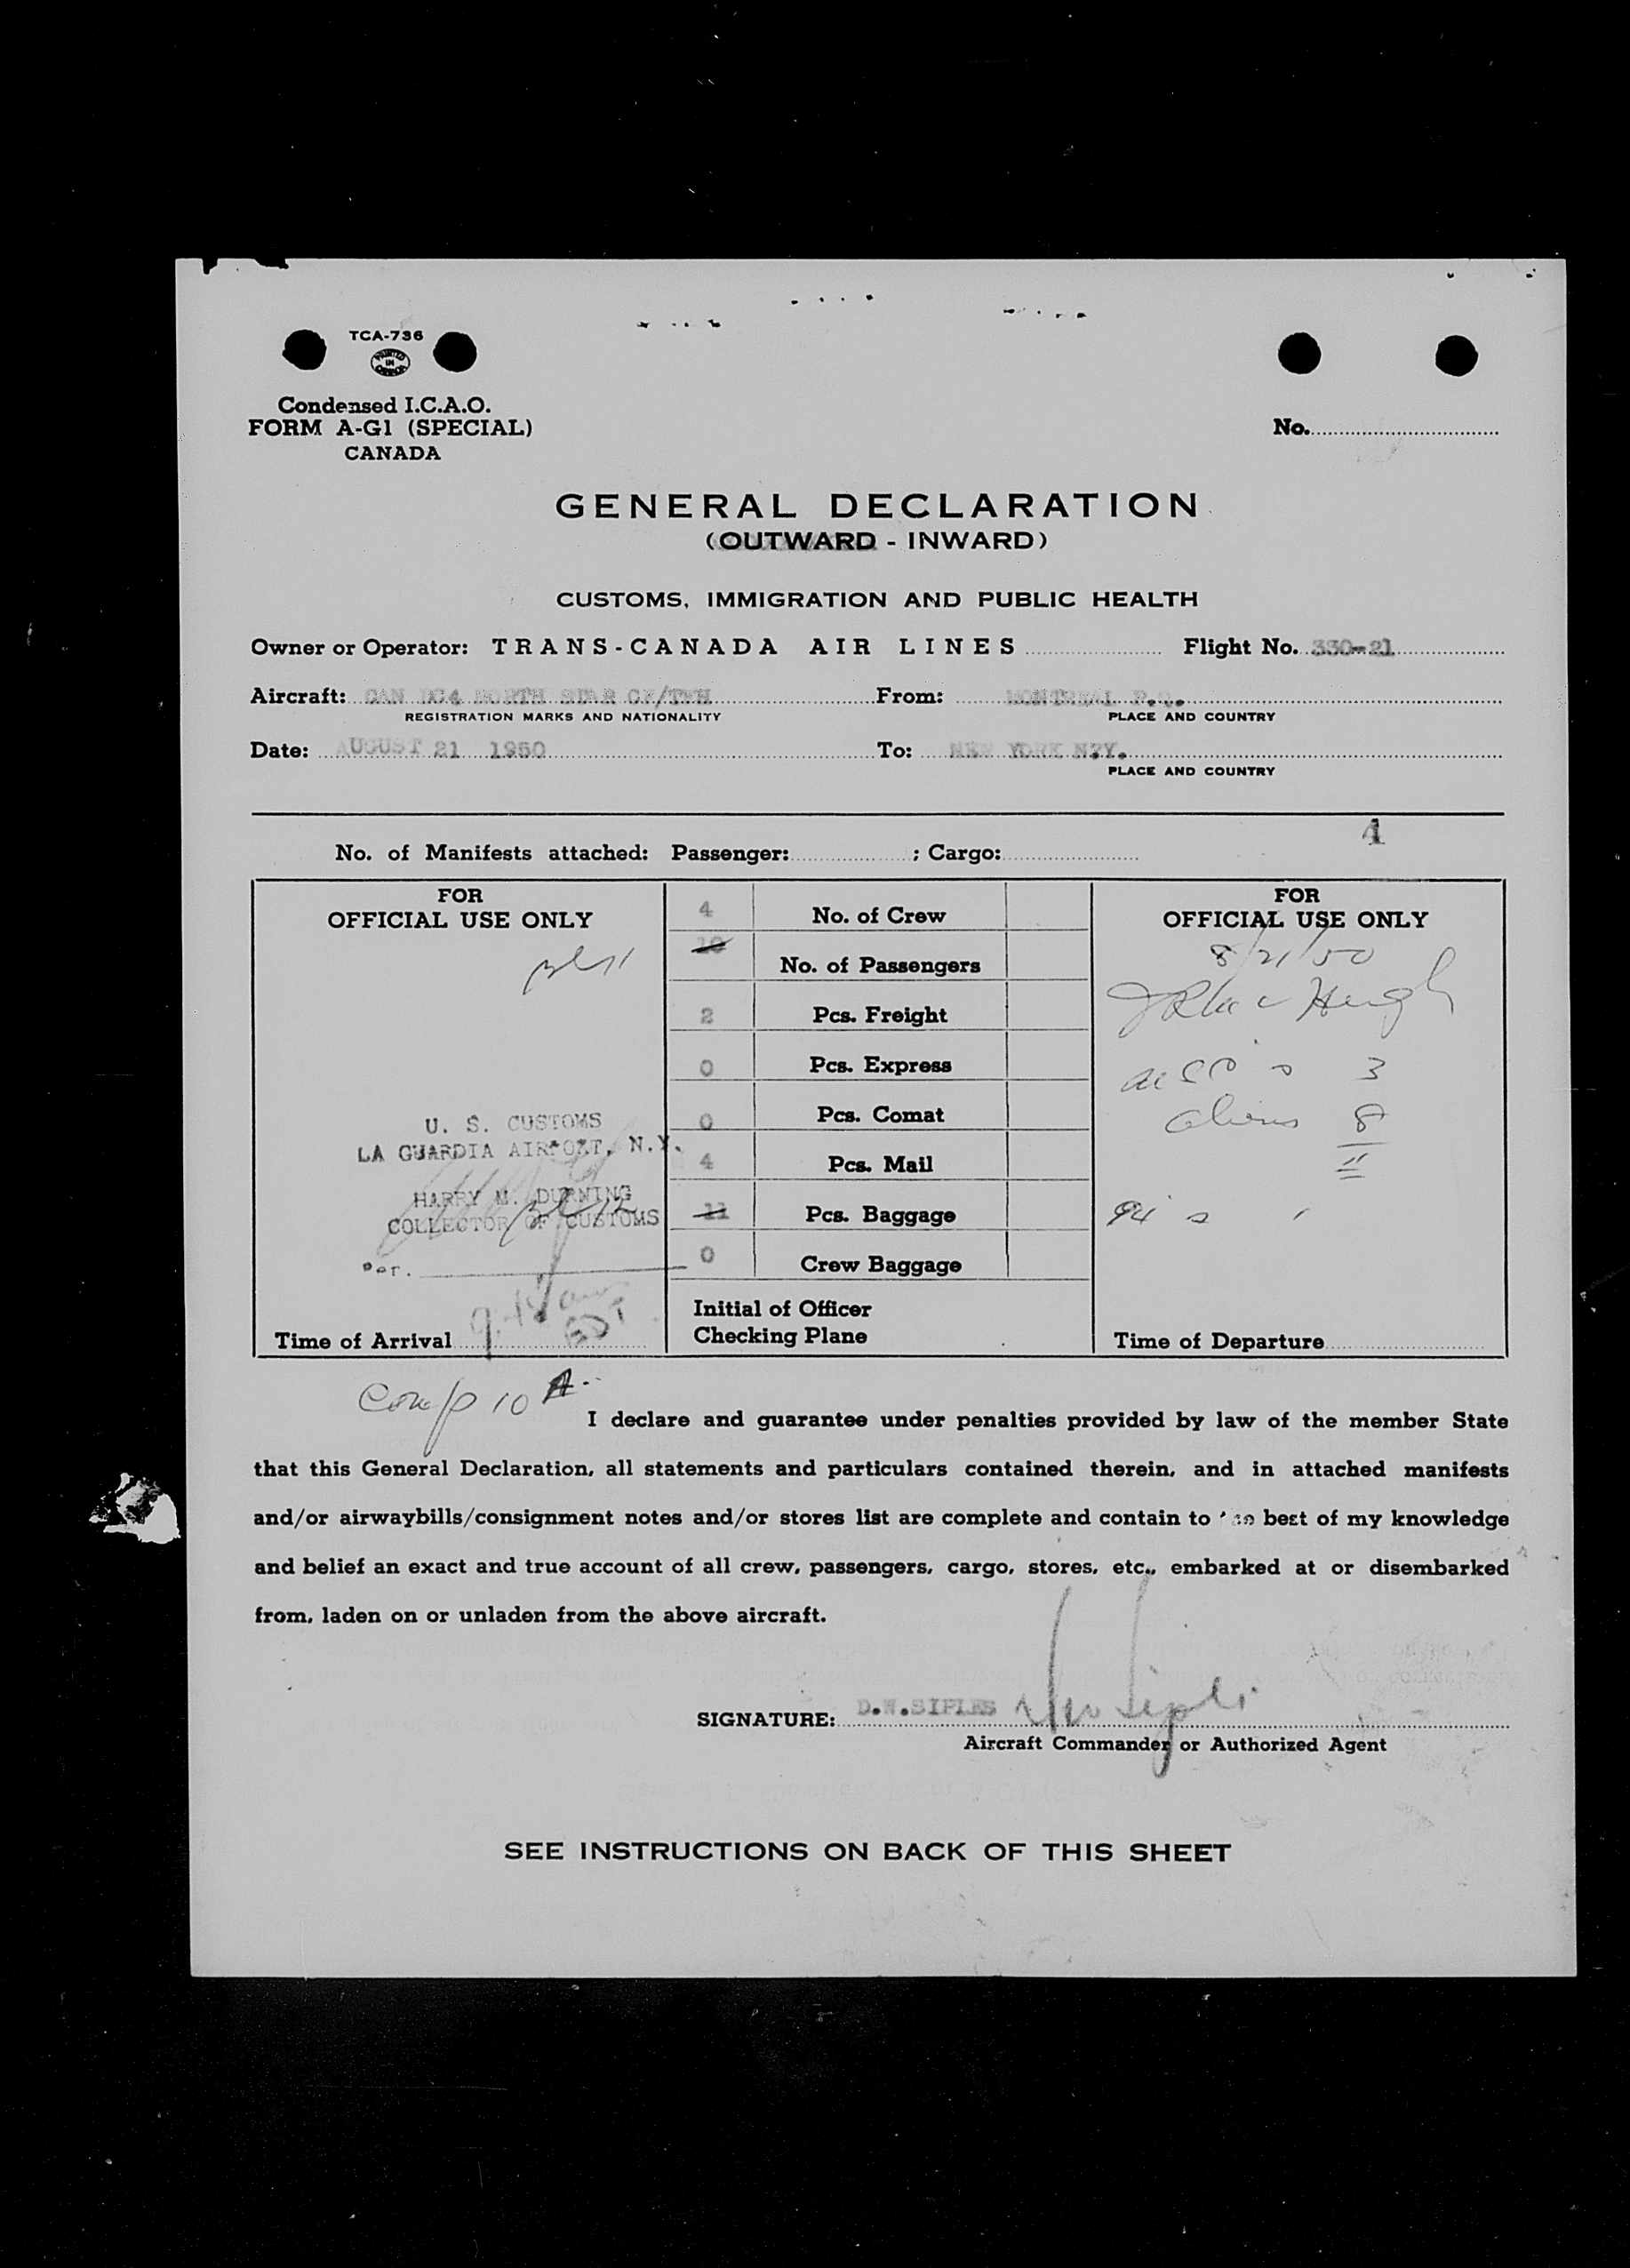 TCA-736
PRINTED IN CANADA
Condensed I.C.A.O.
FORM A-G1 (SPECIAL)
CANADA
No.
GENERAL DECLARATION
(OUTWARD - INWARD)
CUSTOMS, IMMIGRATION AND PUBLIC HEALTH
Owner or Operator: TRANS-CANADA AIR LINES Flight No. 330-21
Aircraft: CAN DC4 NORTH STAR From: MONTREAL P.Q.
REGISTRATION MARKS AND NATIONALITY PLACE AND COUNTRY
Date: AUGUST 21 1950 To: NEW YORK N.Y.
PLACE AND COUNTRY
4
No. of Manifests attached: Passenger: ; Cargo:
FOR
OFFICIAL USE ONLY
U. S. CUSTOMS
LA GUARDIA AIRPORT, N.Y.
HARRY M. DURNING
COLLECTOR OF CUSTOMS
Per.
EDT
Time of Arrival
4 No. of Crew
10 No. of Passengers
2 Pcs. Freight
0 Pcs. Express
0 Pcs. Comat
4 Pcs. Mail
11 Pcs. Baggage
0 Crew Baggage
Initial of Officer
Checking Plane
FOR
OFFICIAL USE ONLY
8/21/50
3
aliens 8
11
Time of Departure
Comp 10 A
I declare and guarantee under penalties provided by law of the member State
that this General Declaration, all statements and particulars contained therein, and in attached manifests
and/or airwaybills/consignment notes and/or stores list are complete and contain to the best of my knowledge
and belief an exact and true account of all crew, passengers, cargo, stores, etc., embarked at or disembarked
from, laden on or unladen from the above aircraft.
SIGNATURE: D.W.SIPLES
Aircraft Commander or Authorized Agent
SEE INSTRUCTIONS ON BACK OF THIS SHEET